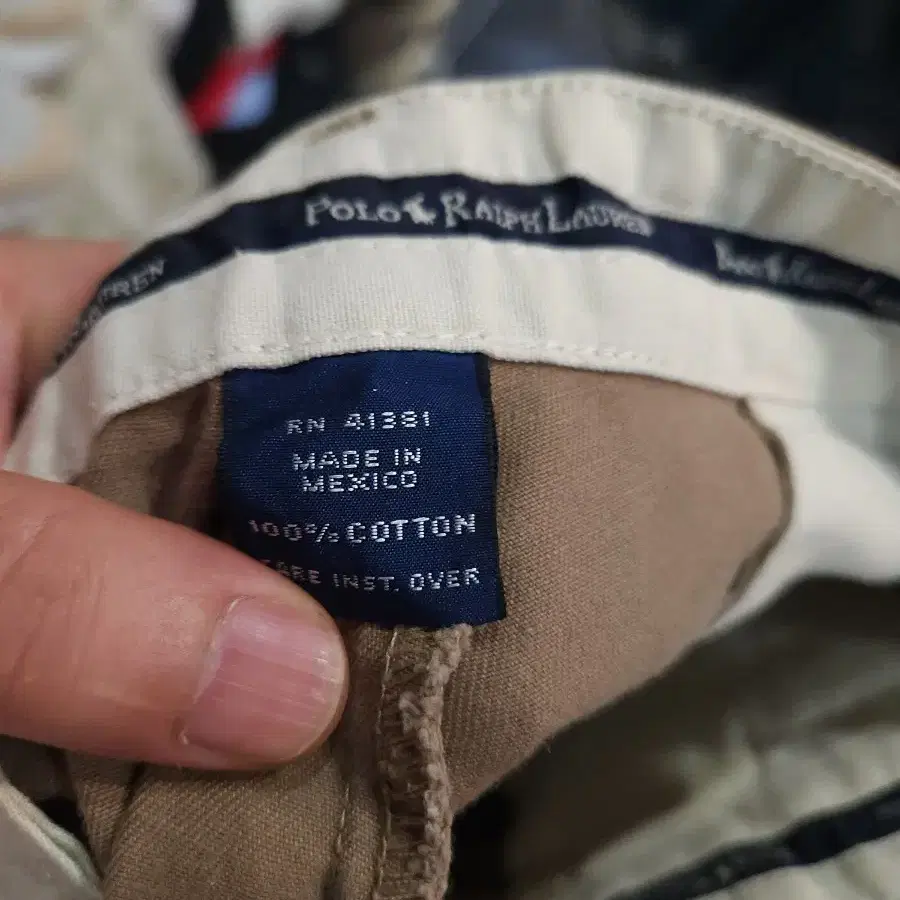 POLO RALPH LAUREN
RN 41381
MADE IN
MEXICO
100% COTTON
CARE INST. OVER